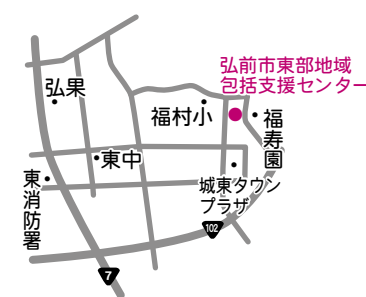 弘前市東部地域
包括支援センター
弘果
福村小
福寿園
東中
東消防署
城東タウン
プラザ
102
7